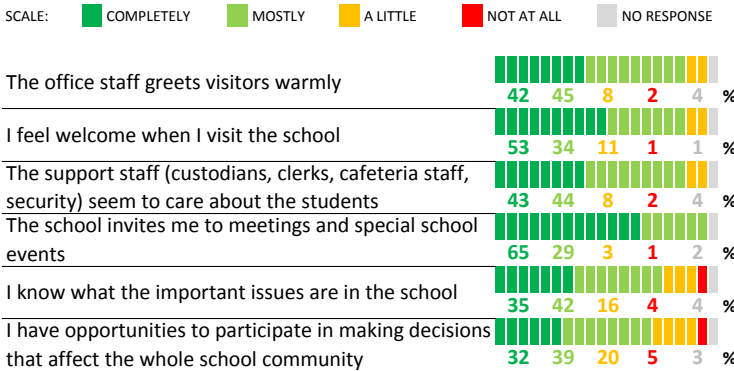 SCALE: COMPLETELY MOSTLY A LITTLE NOT AT ALL NO RESPONSE
The office staff greets visitors warmly
42 45 8 2 4 %
I feel welcome when I visit the school
53 34 11 1 1 %
The support staff (custodians, clerks, cafeteria staff,
security) seem to care about the students
43 44 8 2 4 %
The school invites me to meetings and special school
events
65 29 3 1 2 %
I know what the important issues are in the school
35 42 16 4 4 %
I have opportunities to participate in making decisions
that affect the whole school community
32 39 20 5 3 %